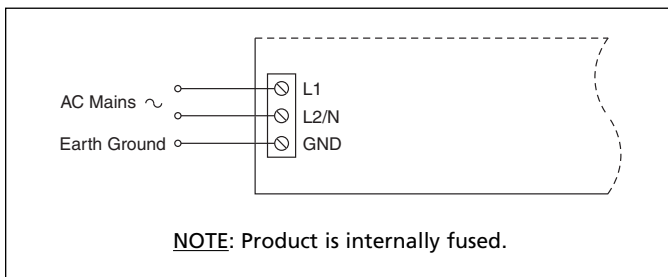 L1
AC Mains ~
L2/N
Earth Ground
GND
NOTE: Product is internally fused.